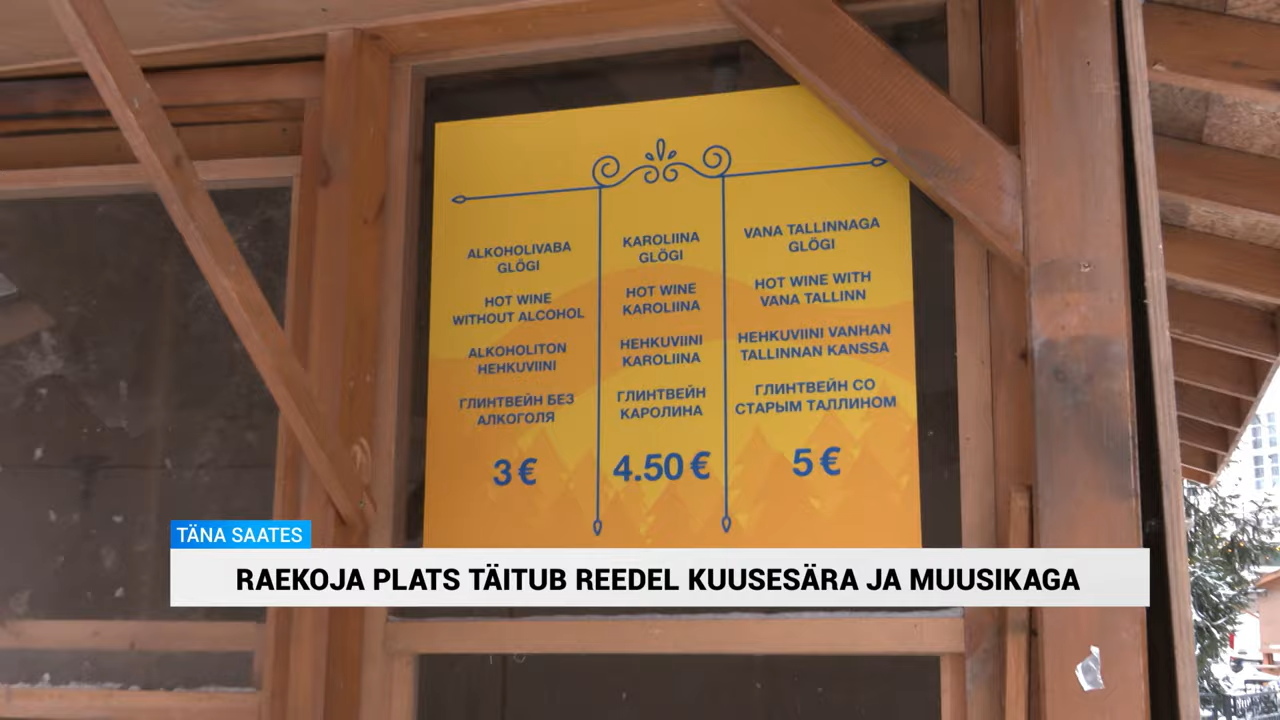 ALKOHOLIVABA
GLÖGI
HOT WINE
WITHOUT ALCOHOL
ALKOHOLITON
HEHKUVIINI
ГЛИНТВЕЙН БЕЗ
АЛКОГОЛЯ
3 €
KAROLIINA
GLÖGI
HOT WINE
KAROLIINA
HEHKUVIINI
KAROLIINA
ГЛИНТВЕЙН
КАРОЛИНА
4.50 €
VANA TALLINNAGA
GLÖGI
HOT WINE WITH
VANA TALLINN
HEHKUVIINI VANHAN
TALLINNAN KANSSA
ГЛИНТВЕЙН СО
СТАРЫМ ТАЛЛИНОМ
5 €
TÄNA SAATES
RAEKOJA PLATS TÄITUB REEDEL KUUSESÄRA JA MUUSIKAGA